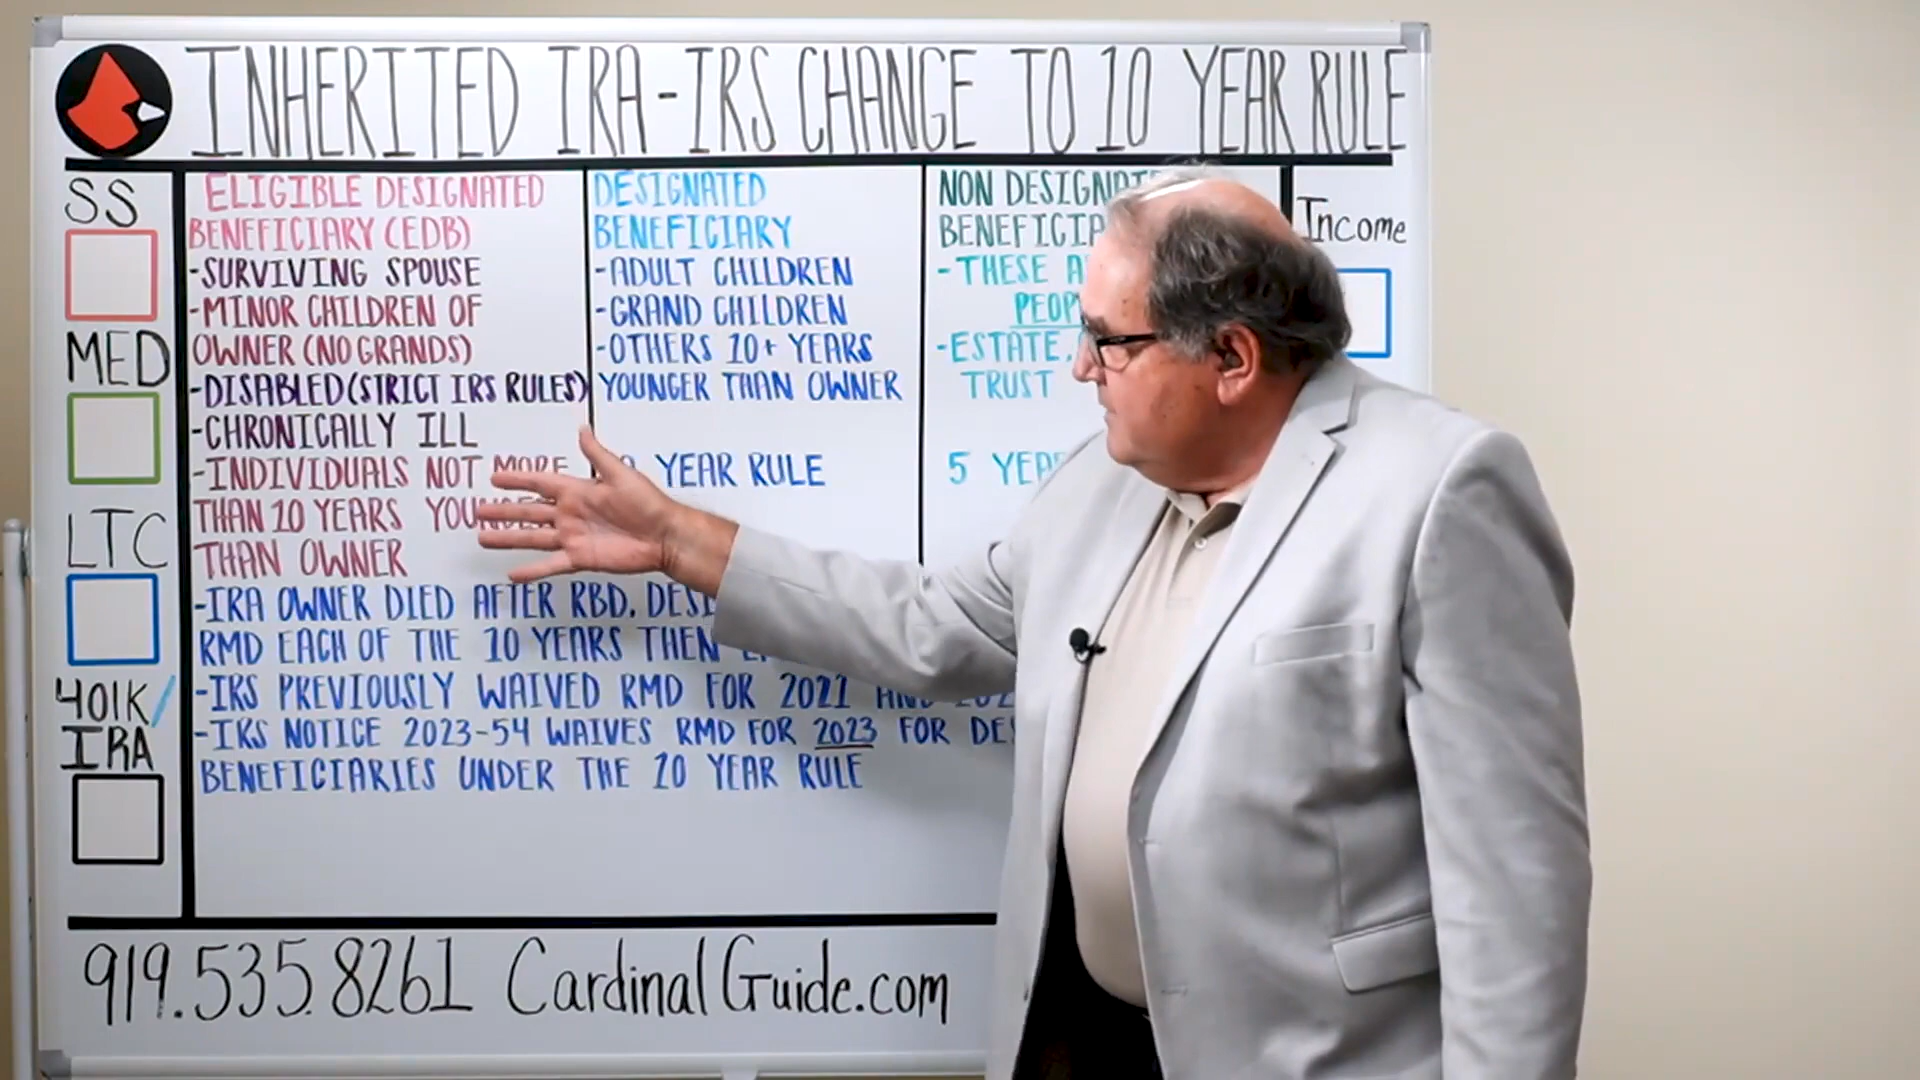 INHERITED IRA-IRS CHANGE TO 10 YEAR RULE
SS
MED
LTC
401K/
IRA
ELIGIBLE DESIGNATED
BENEFICIARY (EDB)
-SURVIVING SPOUSE
-MINOR CHILDREN OF
OWNER (NO GRANDS)
-DISABLED (STRICT IRS RULES)
-CHRONICALLY ILL
-INDIVIDUALS NOT MORE
THAN 10 YEARS
THAN OWNER
DESIGNATED
BENEFICIARY
-ADULT CHILDREN
-GRAND CHILDREN
-OTHERS 10+ YEARS
YOUNGER THAN OWNER
YEAR RULE
NON
-THESE
-ESTATE,
TRUST
5
Income
-IRA OWNER DIED AFTER RBD,
RMD EACH OF THE 10 YEARS THEN
-IRS PREVIOUSLY WAIVED RMD FOR 2021 AND
-IRS NOTICE 2023-54 WAIVES RMD FOR 2023 FOR
BENEFICIARIES UNDER THE 10 YEAR RULE
919.535.8261 CardinalGuide.com